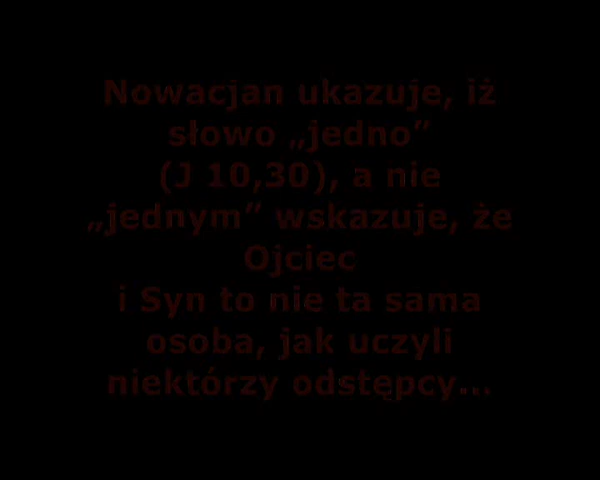 Nowacjan ukazuje, iż
słowo „jedno”
(J 10,30), a nie
„jednym” wskazuje, że
Ojciec
i Syn to nie ta sama
osoba, jak uczyli
niektórzy odstępcy...